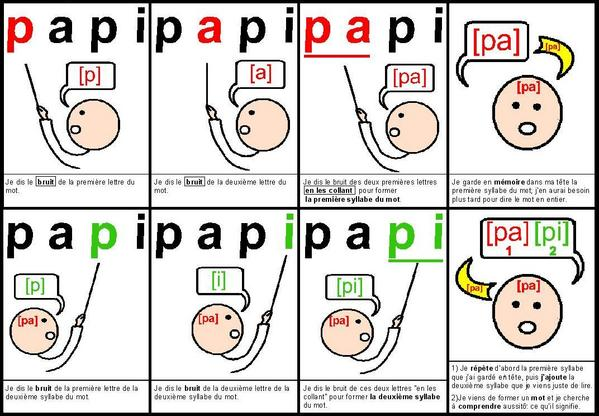 p a p i
[p]
Je dis le bruit de la première lettre du
mot.
p a p i
[a]
Je dis le bruit de la deuxième lettre du
mot.
p a p i
[pa]
Je dis le bruit des deux premières lettres
en les collant pour former
la première syllabe du mot.
[pa]
[pa]
[pa]
Je garde en mémoire dans ma tête la
première syllabe du mot; j'en aurai besoin
plus tard pour dire le mot en entier.
p a p i
[p]
[pa]
Je dis le bruit de la première lettre de la
deuxième syllabe du mot.
p a p i
[i]
[pa]
Je dis le bruit de la deuxième lettre de la
deuxième syllabe du mot.
p a p i
[pi]
[pa]
Je dis le bruit de ces deux lettres "en les
collant" pour former la deuxième syllabe
du mot.
[pa] [pi]
1 2
[pa]
[pa]
1) Je répète d'abord la première syllabe
que j'ai gardé en tête, puis j'ajoute la
deuxième syllabe que je viens juste de lire.
2)Je viens de former un mot et je cherche
à comprendre aussitô: ce qu'il signifie.